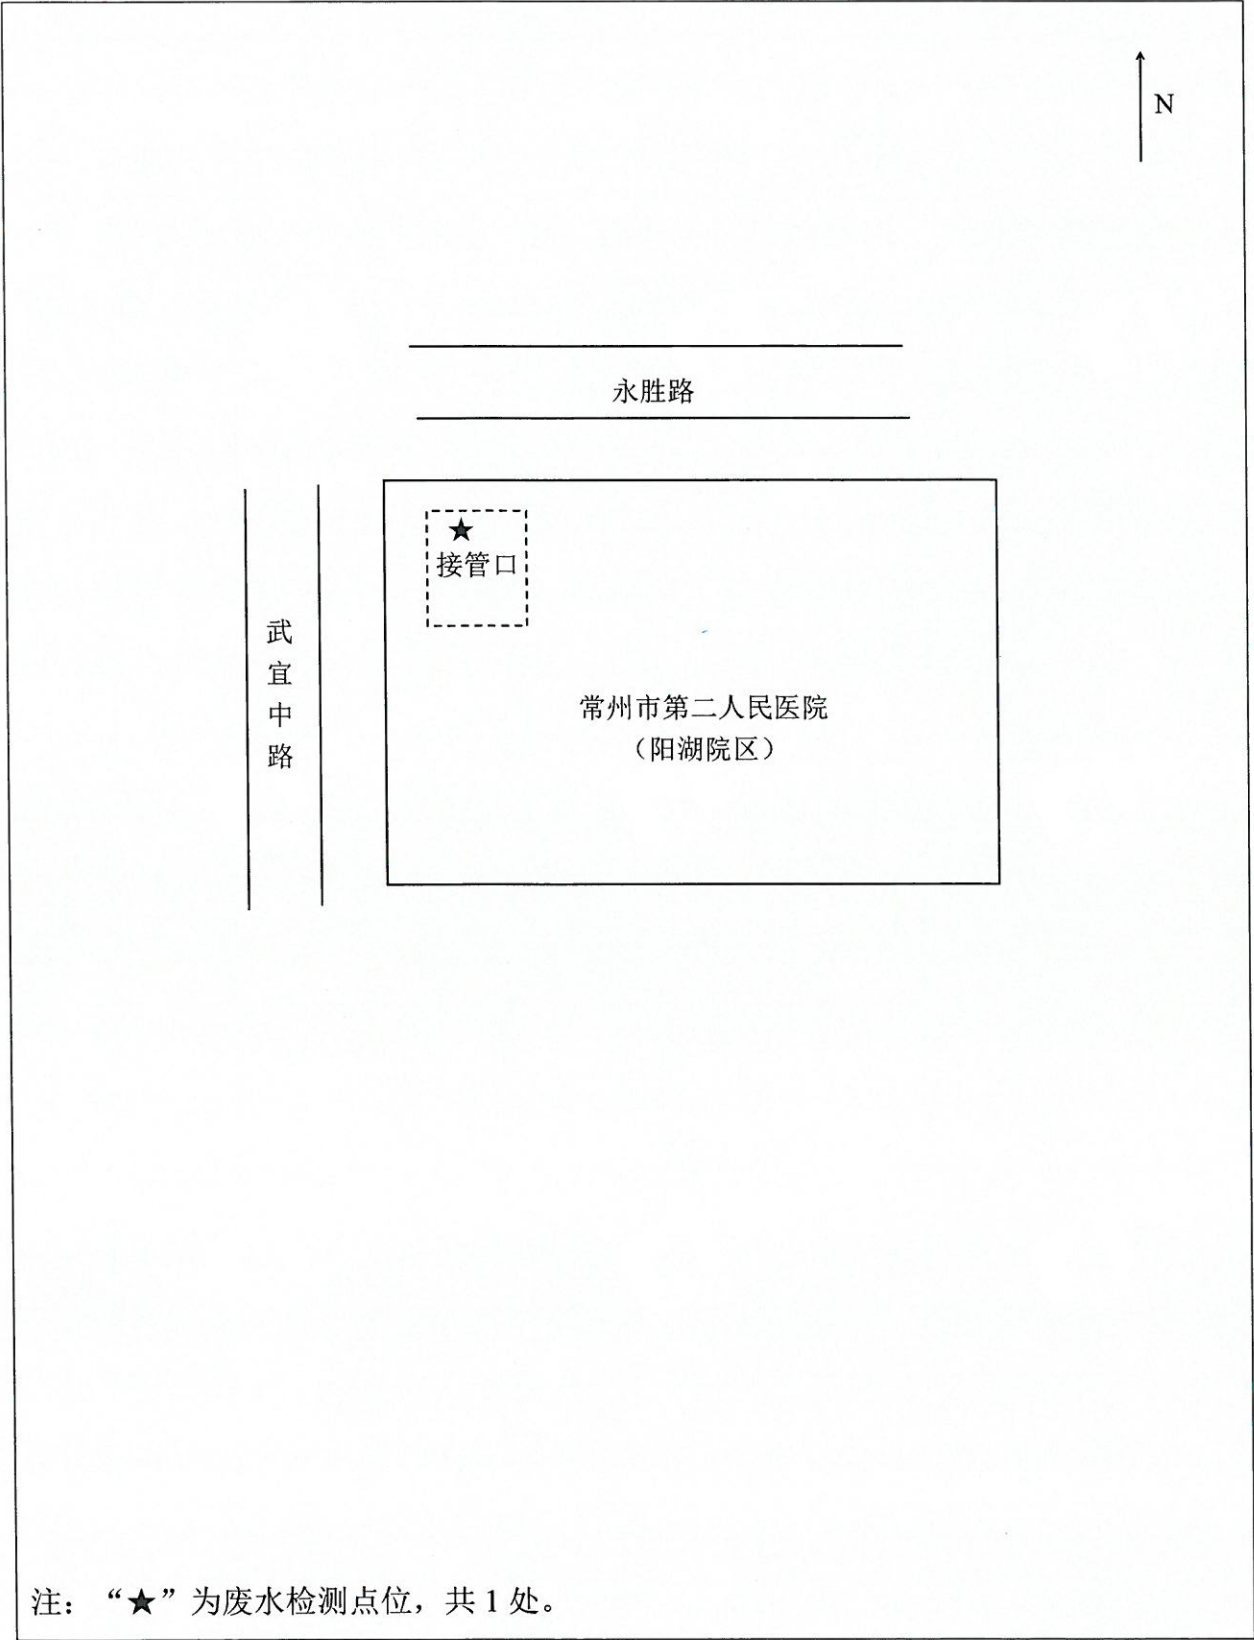 N
永胜路
★
接管口
武宜中路
常州市第二人民医院
（阳湖院区）
注：“★”为废水检测点位，共1处。